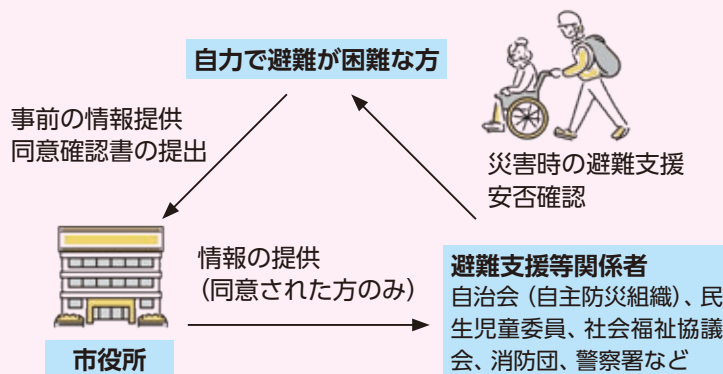 自力で避難が困難な方
事前の情報提供
同意確認書の提出
災害時の避難支援
安否確認
情報の提供
（同意された方のみ）
市役所
避難支援等関係者
自治会（自主防災組織）、民
生児童委員、社会福祉協議
会、消防団、警察署など